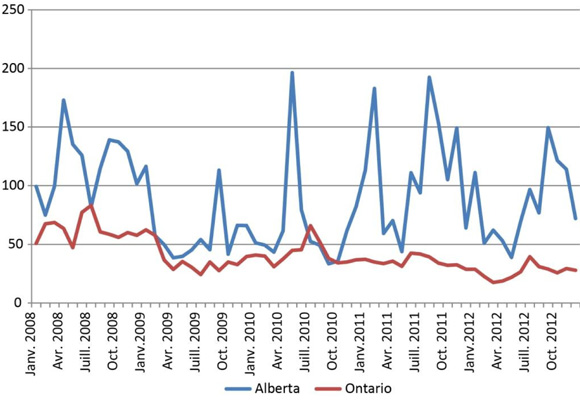 250
200
150
100
50
0
Janv. 2008
Avr. 2008
Juill. 2008
Oct. 2008
Janv.2009
Avr. 2009
Juill. 2009
Oct. 2009
Janv. 2010
Avr. 2010
Juill. 2010
Oct. 2010
Janv. 2011
Avr. 2011
Juill. 2011
Oct. 2011
Janv. 2012
Avr. 2012
Juill. 2012
Oct. 2012
Alberta Ontario